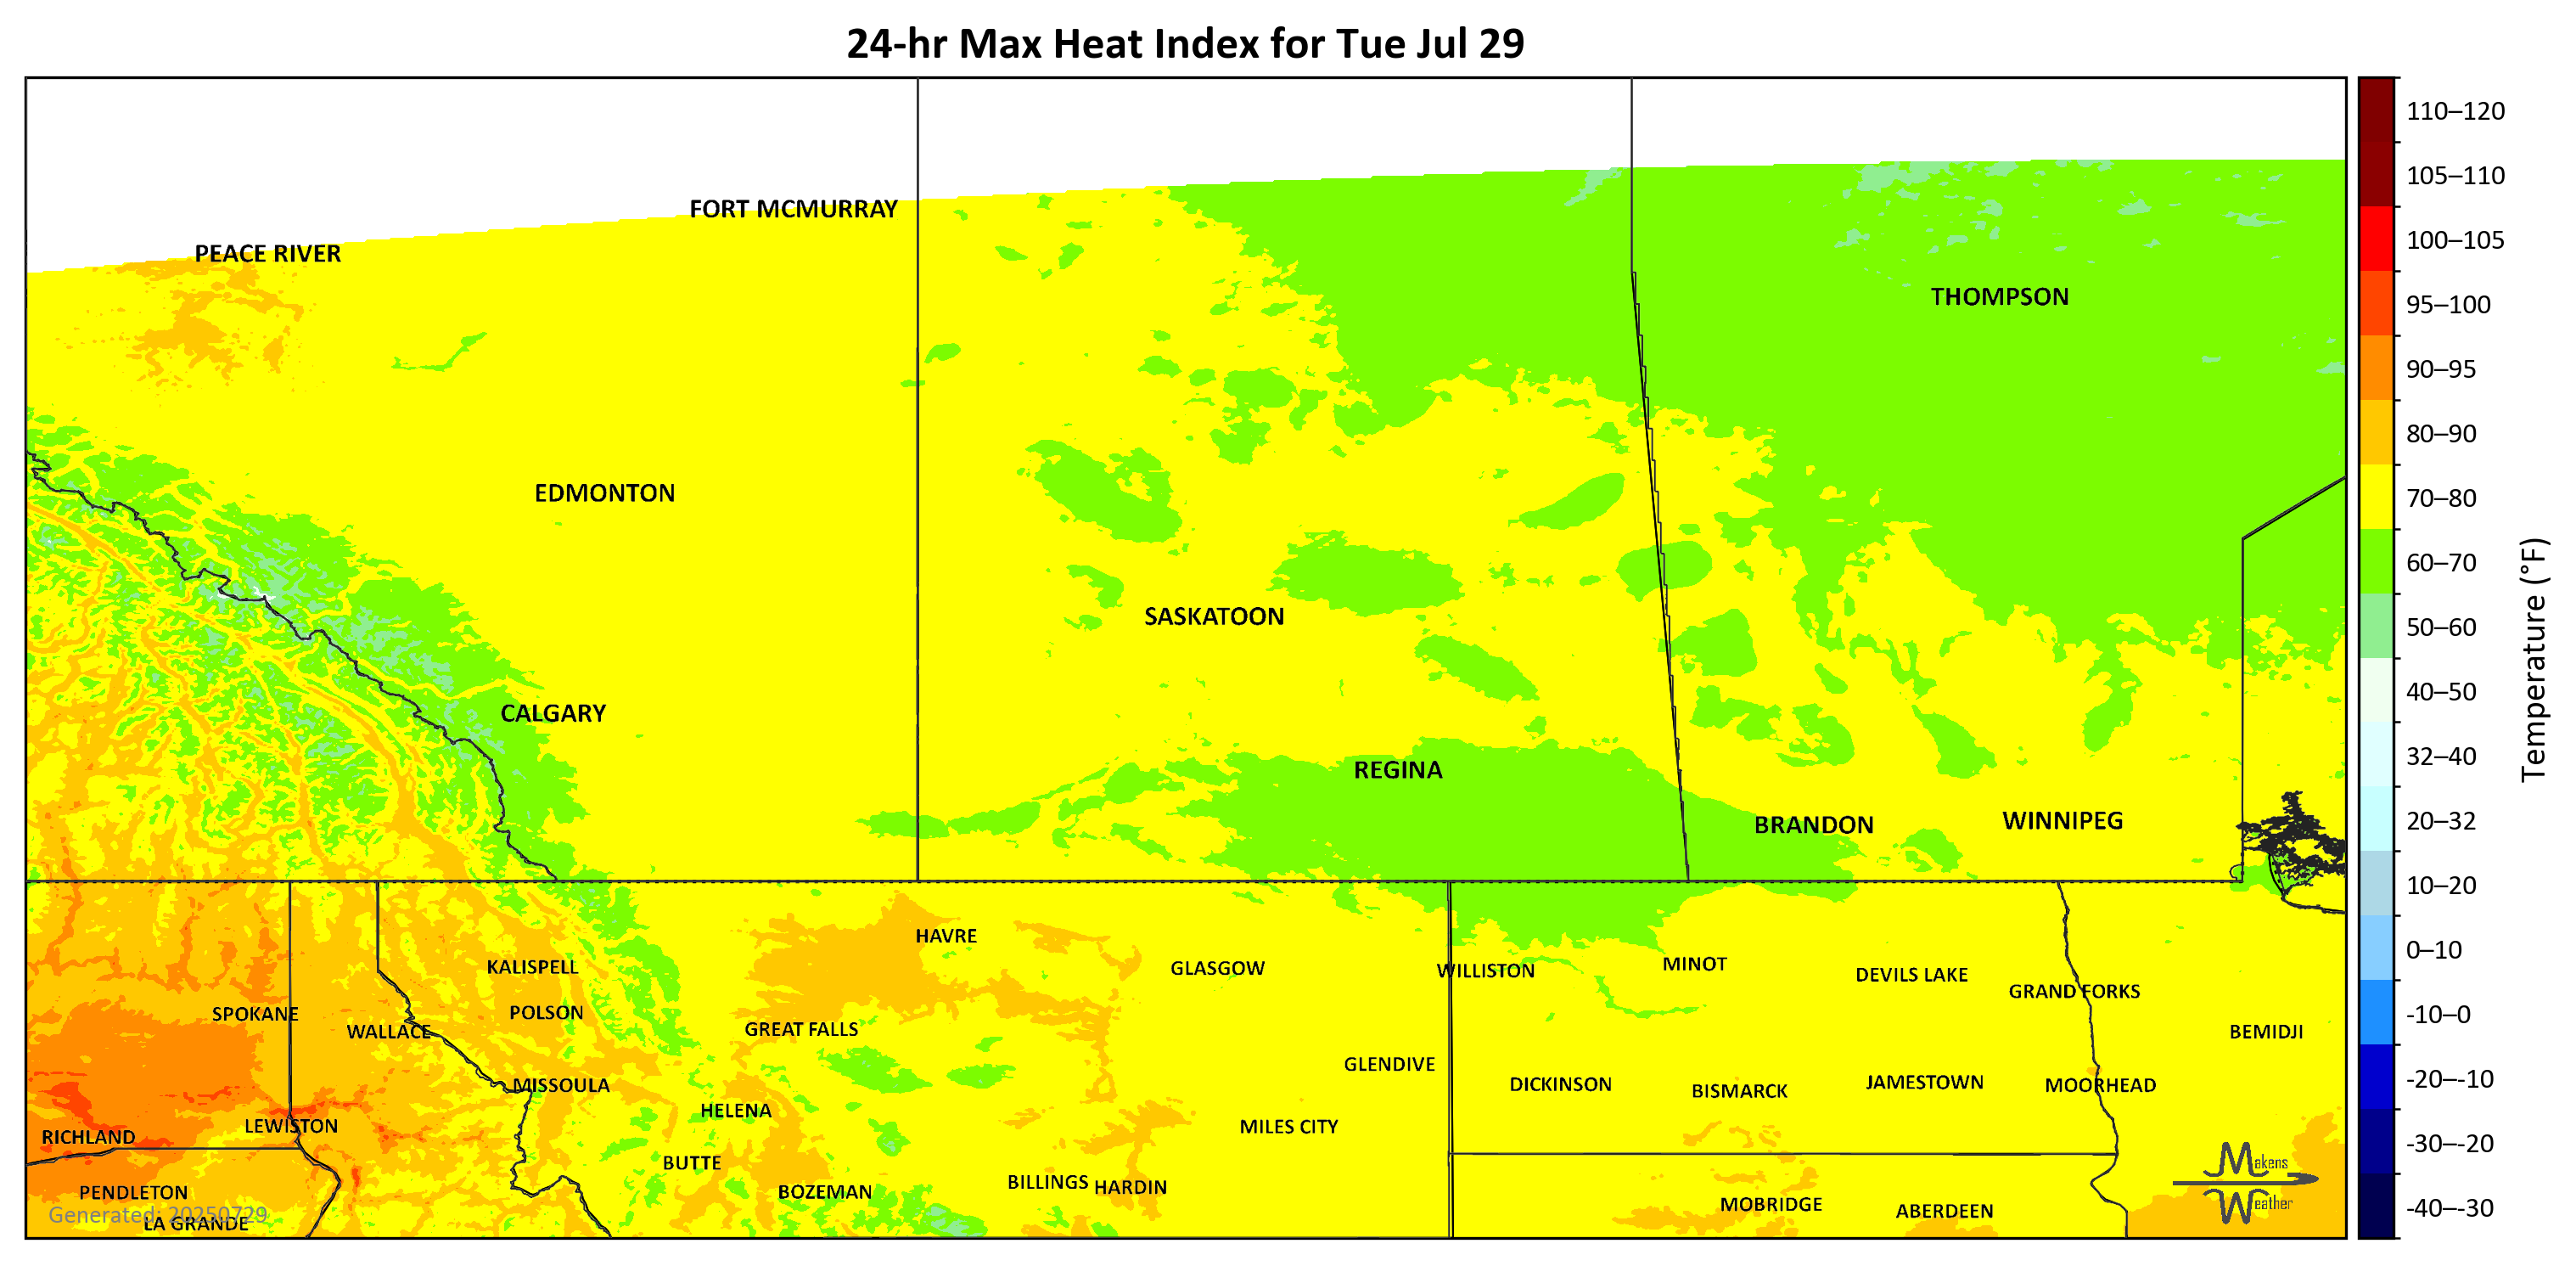 24-hr Max Heat Index for Tue Jul 29
FORT MCMURRAY
PEACE RIVER
THOMPSON
EDMONTON
SASKATOON
CALGARY
REGINA
BRANDON
WINNIPEG
HAVRE
KALISPELL
GLASGOW
WILLISTON
MINOT
DEVILS LAKE
GRAND FORKS
SPOKANE
POLSON
WALLACE
GREAT FALLS
BEMIDJI
GLENDIVE
MISSOULA
DICKINSON
BISMARCK
JAMESTOWN
MOORHEAD
HELENA
LEWISTON
RICHLAND
MILES CITY
BUTTE
BILLINGS
HARDIN
PENDLETON
BOZEMAN
MOBRIDGE
ABERDEEN
Generated: 20250729
LA GRANDE
Makens
Weather
110–120
105–110
100–105
95–100
90–95
80–90
70–80
60–70
50–60
40–50
32–40
20–32
10–20
0–10
-10–0
-20–-10
-30–-20
-40–-30
Temperature (°F)